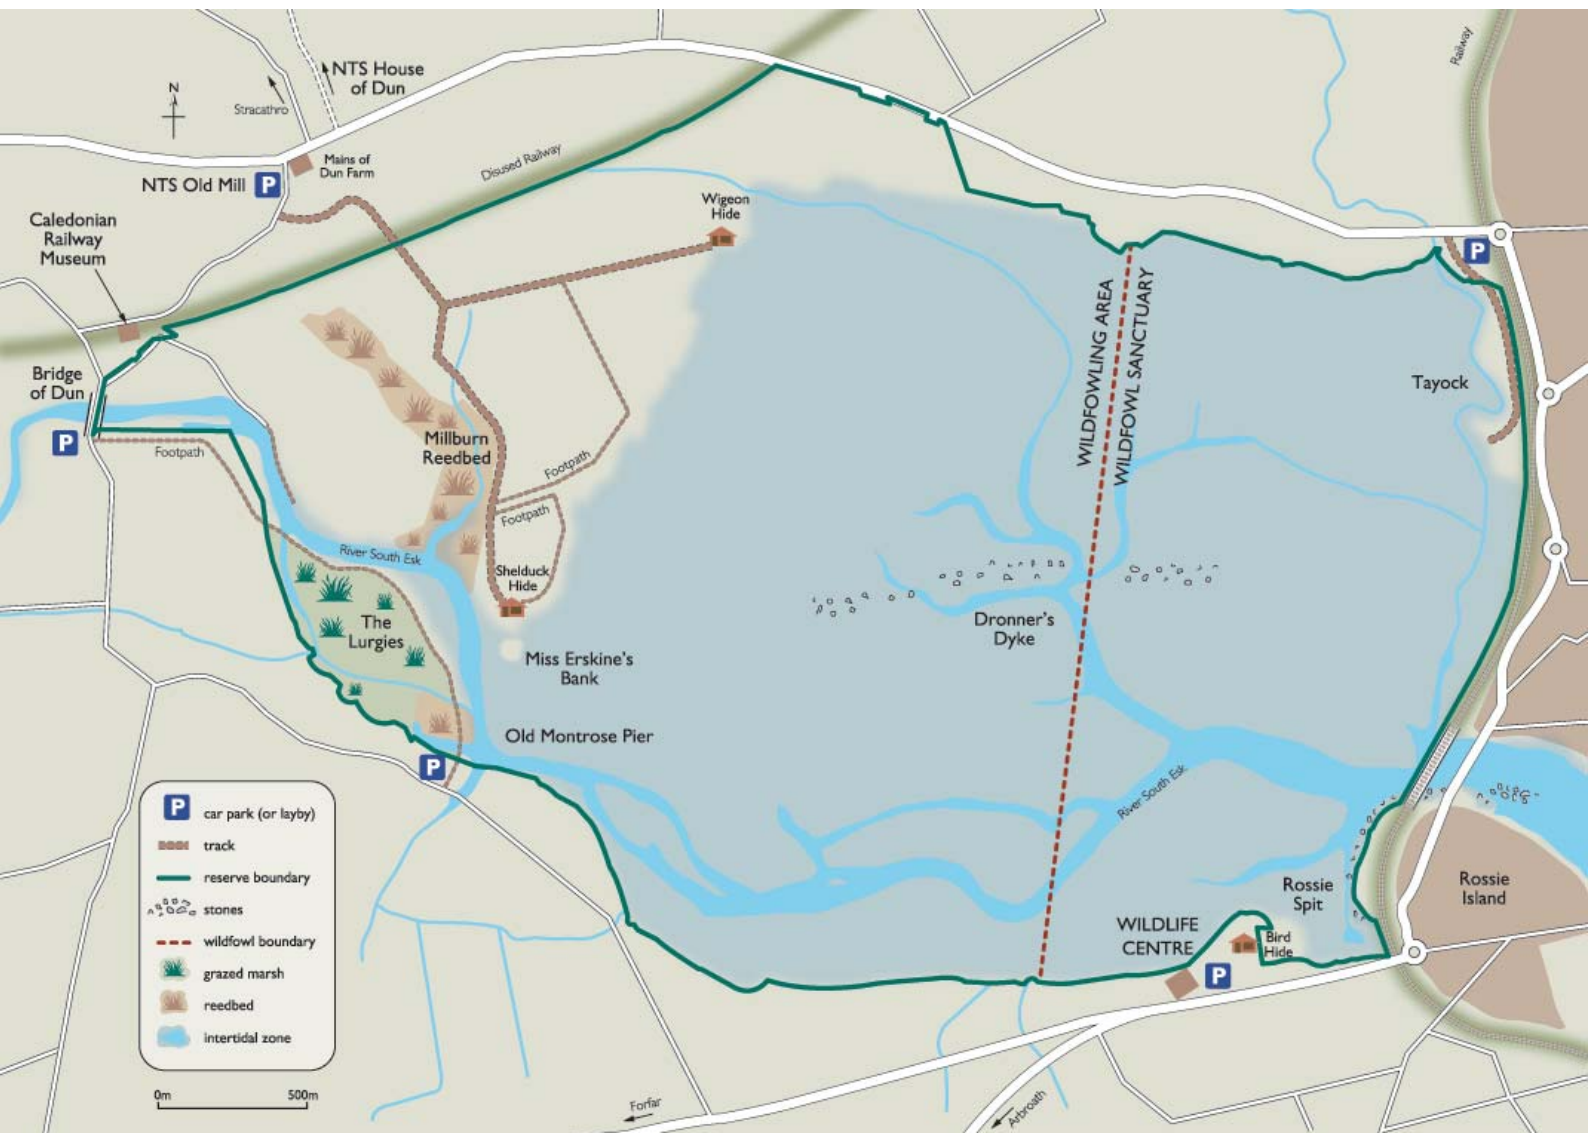 NTS House
of Dun
N
Stracathro
Railway
Mains of
Dun Farm
Disused Railway
NTS Old Mill
P
Caledonian
Railway
Museum
Wigeon
Hide
P
WILDFOWLING AREA
WILDFOWL SANCTUARY
Bridge
of Dun
Tayock
P
Footpath
Millburn
Reedbed
Footpath
Footpath
River South Esk
Shelduck
Hide
The
Lurgies
Dronner's
Dyke
Miss Erskine's
Bank
Old Montrose Pier
P
River South Esk
P car park (or layby)
track
reserve boundary
stones
wildfowl boundary
grazed marsh
reedbed
intertidal zone
0m 500m
Rossie
Spit
Rossie
Island
WILDLIFE
CENTRE
Bird
Hide
P
Forfar
Arbroath